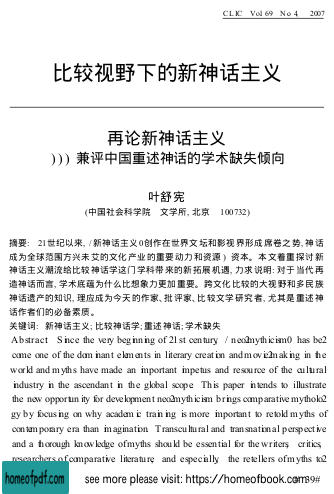 CLIC Vol 69 No 4, 2007
比较视野下的新神话主义
再论新神话主义
))) 兼评中国重述神话的学术缺失倾向
叶舒宪
(中国社会科学院 文学所, 北京 100732)
摘要: 21世纪以来, /新神话主义0创作在世界文坛和影视界形成席卷之势, 神话
成为全球范围方兴未艾的文化产业的重要动力和资源) 资本。本文着重探讨新
神话主义潮流给比较神话学这门学科带来的新拓展机遇, 力求说明: 对于当代再
造神话而言, 学术底蕴为什么比想象力更加重要。跨文化比较的大视野和多民族
神话遗产的知识, 理应成为今天的作家、批评家、比较文学研究者, 尤其是重述神
话作者们的必备素质。
关键词: 新神话主义; 比较神话学; 重述神话; 学术缺失
Abstract Since the very beginning of 21st century, / neo2mythicism0 has be2
come one of the dominant elements in literary creation and movie2making in the
world and myths have made an important impetus and resource of the cultural
industry in the ascendant in the global scope. This paper intends to illustrate
the new opportunity for development neo2mythicism brings comparative mytholo2
gy by focusing on why academic training is more important to retold myths of
contemporary era than imagination. Transcultural and transnational perspective
and a thorough knowledge of myths should be essential for the writers, critics,
researchers of comparative literature, and especially, the retellers of myths to2
homeofpdf.com
see more please visit: https://homeofbook.com
39#